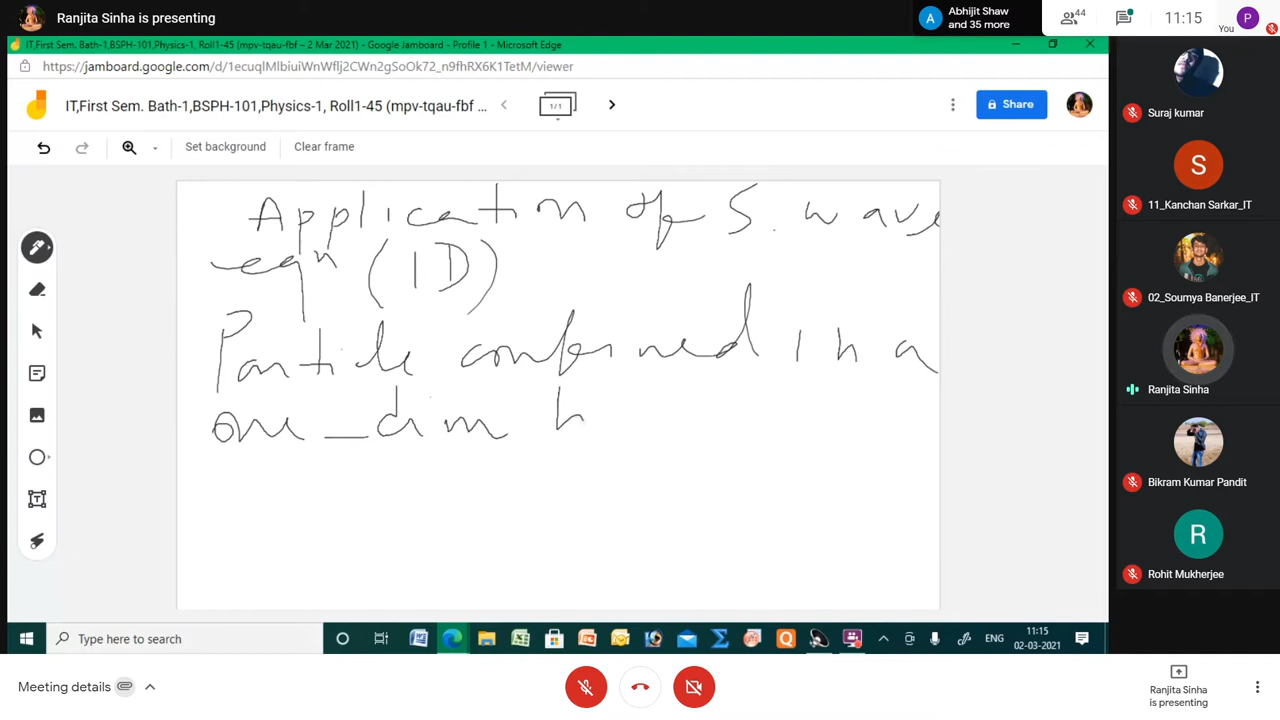 Ranjita Sinha is presenting
A Abhijit Shaw
and 35 more
44
11:15
You
P
IT,First Sem. Bath-1,BSPH-101,Physics-1, Roll1-45 (mpv-tqau-fbf – 2 Mar 2021) - Google Jamboard - Profile 1 - Microsoft Edge
https://jamboard.google.com/d/1ecuqlMlbiuiWnWflJ2CWn2gSoOk72_n9fhRX6K1TetM/viewer
IT,First Sem. Bath-1,BSPH-101,Physics-1, Roll1-45 (mpv-tqau-fbf ...
1/1
Share
Set background
Clear frame
Application of S. wave
eqn (1D)
Particle confined in a
one_dim b
Suraj kumar
S
11_Kanchan Sarkar_IT
02_Soumya Banerjee_IT
Ranjita Sinha
Bikram Kumar Pandit
R
Rohit Mukherjee
Type here to search
ENG
11:15
02-03-2021
Meeting details
Ranjita Sinha
is presenting